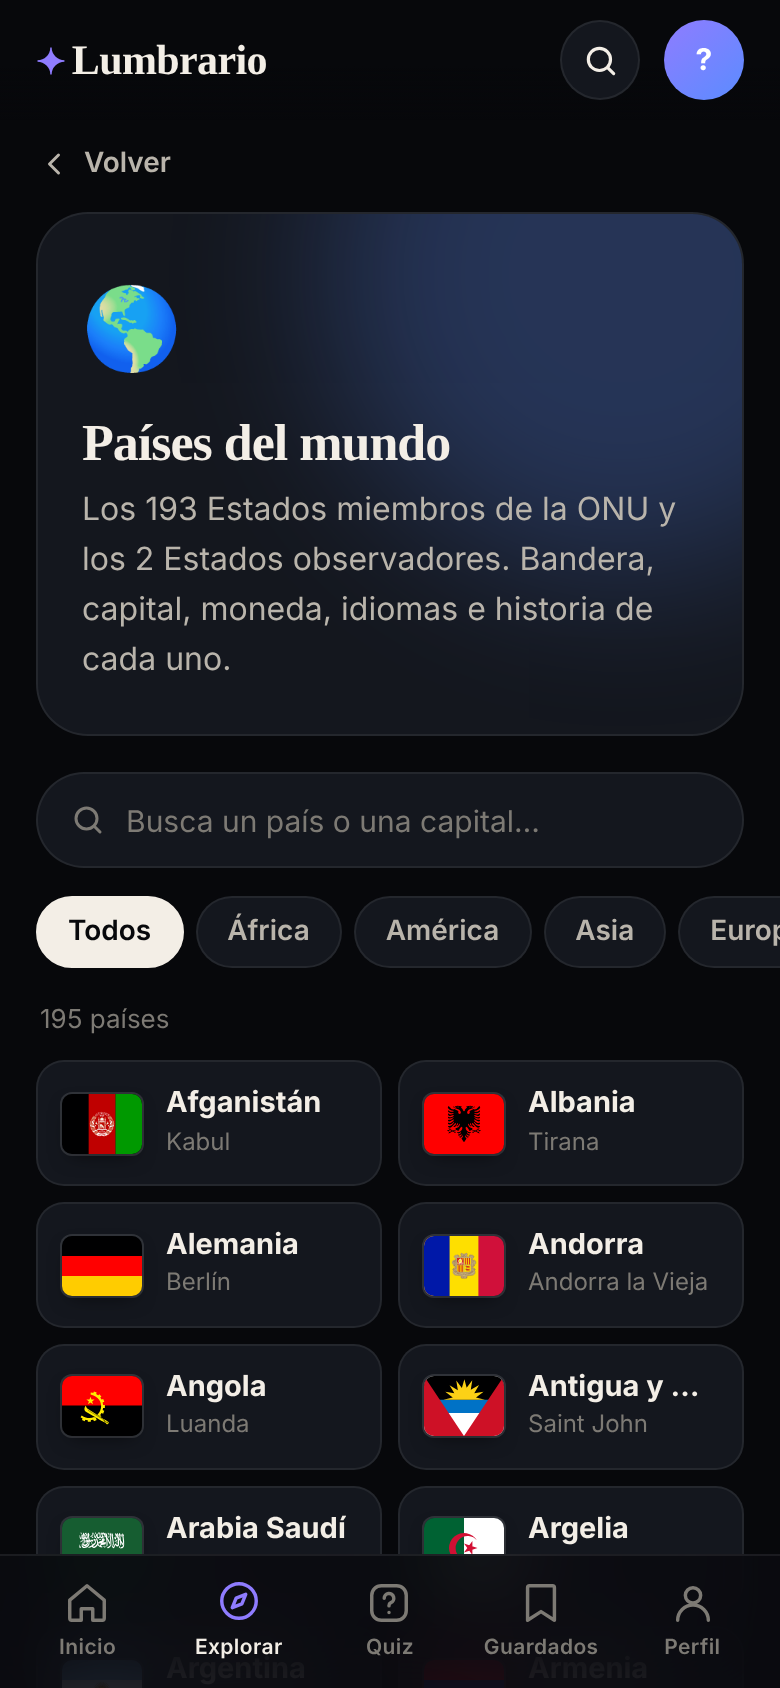 Lumbrario
?
Volver
Países del mundo
Los 193 Estados miembros de la ONU y
los 2 Estados observadores. Bandera,
capital, moneda, idiomas e historia de
cada uno.
Busca un país o una capital...
Todos
África
América
Asia
Europ
195 países
Afganistán
Kabul
Albania
Tirana
Alemania
Berlín
Andorra
Andorra la Vieja
Angola
Luanda
Antigua y ...
Saint John
Arabia Saudí
Argelia
Argentina
Armenia
Inicio
Explorar
Quiz
Guardados
Perfil